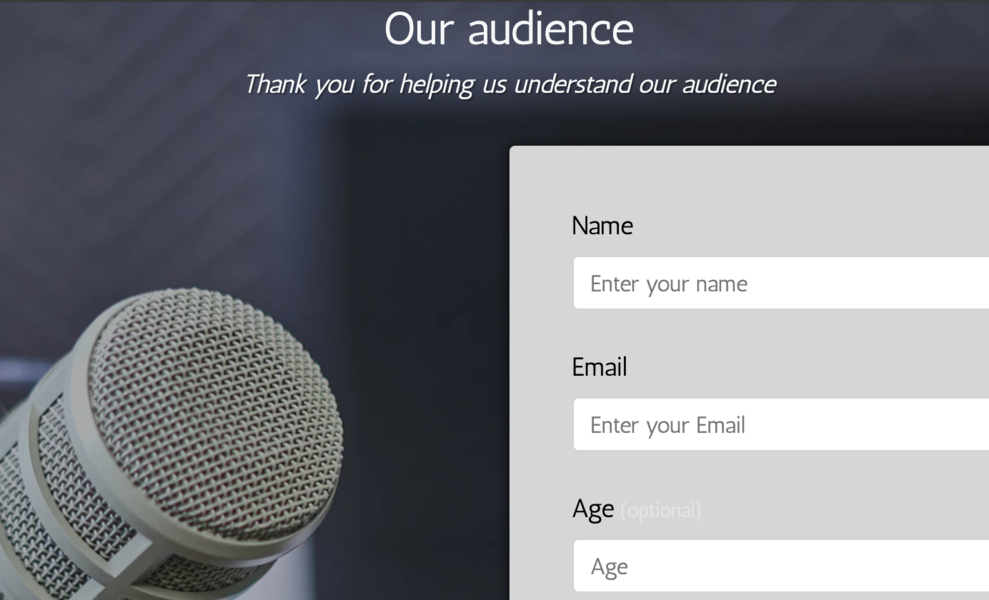 Our audience
Thank you for helping us understand our audience
Name
Enter your name
Email
Enter your Email
Age (optional)
Age